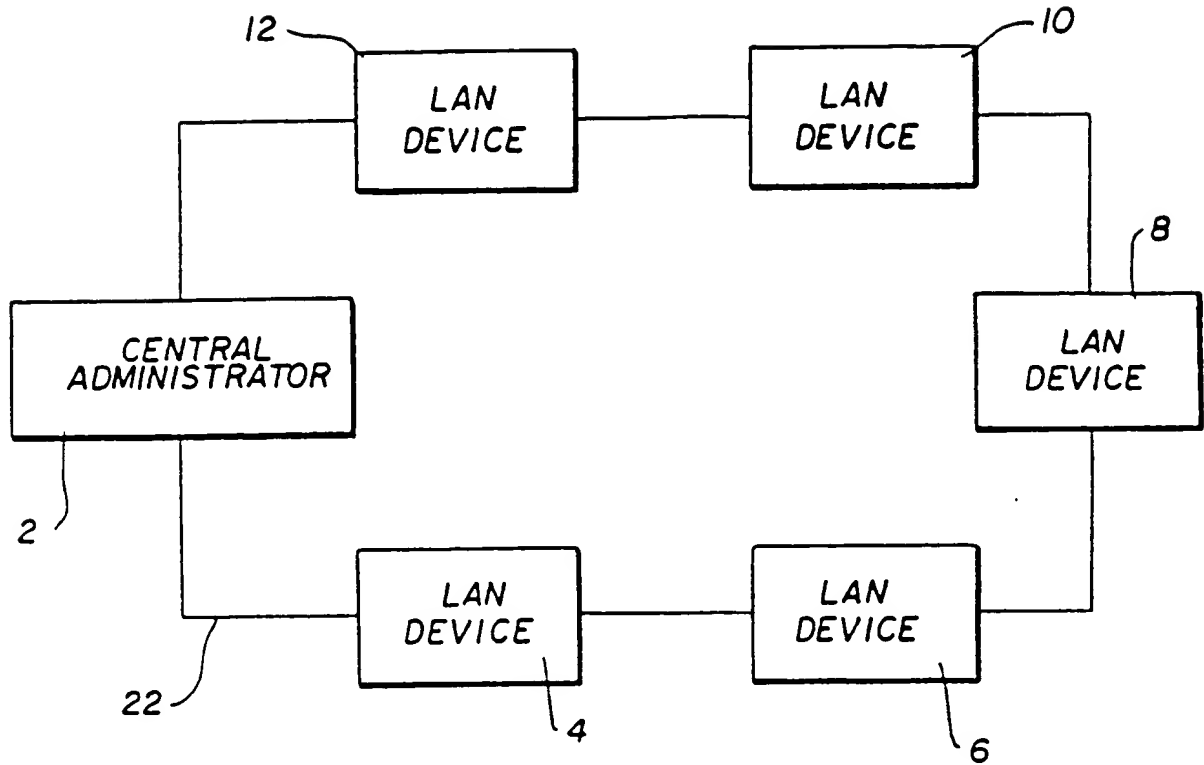 12
10
LAN
DEVICE
LAN
DEVICE
8
CENTRAL
ADMINISTRATOR
LAN
DEVICE
2
LAN
DEVICE
LAN
DEVICE
22
4
6